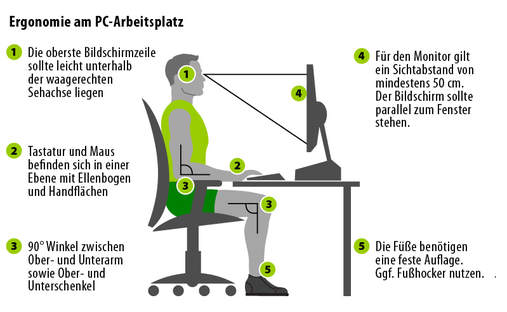 Ergonomie am PC-Arbeitsplatz
1 Die oberste Bildschirmzeile
sollte leicht unterhalb
der waagerechten
Sehachse liegen
2 Tastatur und Maus
befinden sich in einer
Ebene mit Ellenbogen
und Handflächen
3 90° Winkel zwischen
Ober- und Unterarm
sowie Ober- und
Unterschenkel
1
4
2
3
3
5
4 Für den Monitor gilt
ein Sichtabstand von
mindestens 50 cm.
Der Bildschirm sollte
parallel zum Fenster
stehen.
5 Die Füße benötigen
eine feste Auflage.
Ggf. Fußhocker nutzen.